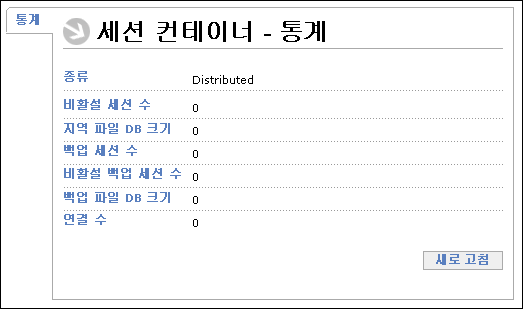 통계
세션 컨테이너 - 통계
종류 Distributed
비활성 세션 수 0
지역 파일 DB 크기 0
백업 세션 수 0
비활성 백업 세션 수 0
백업 파일 DB 크기 0
연결 수 0
새로 고침